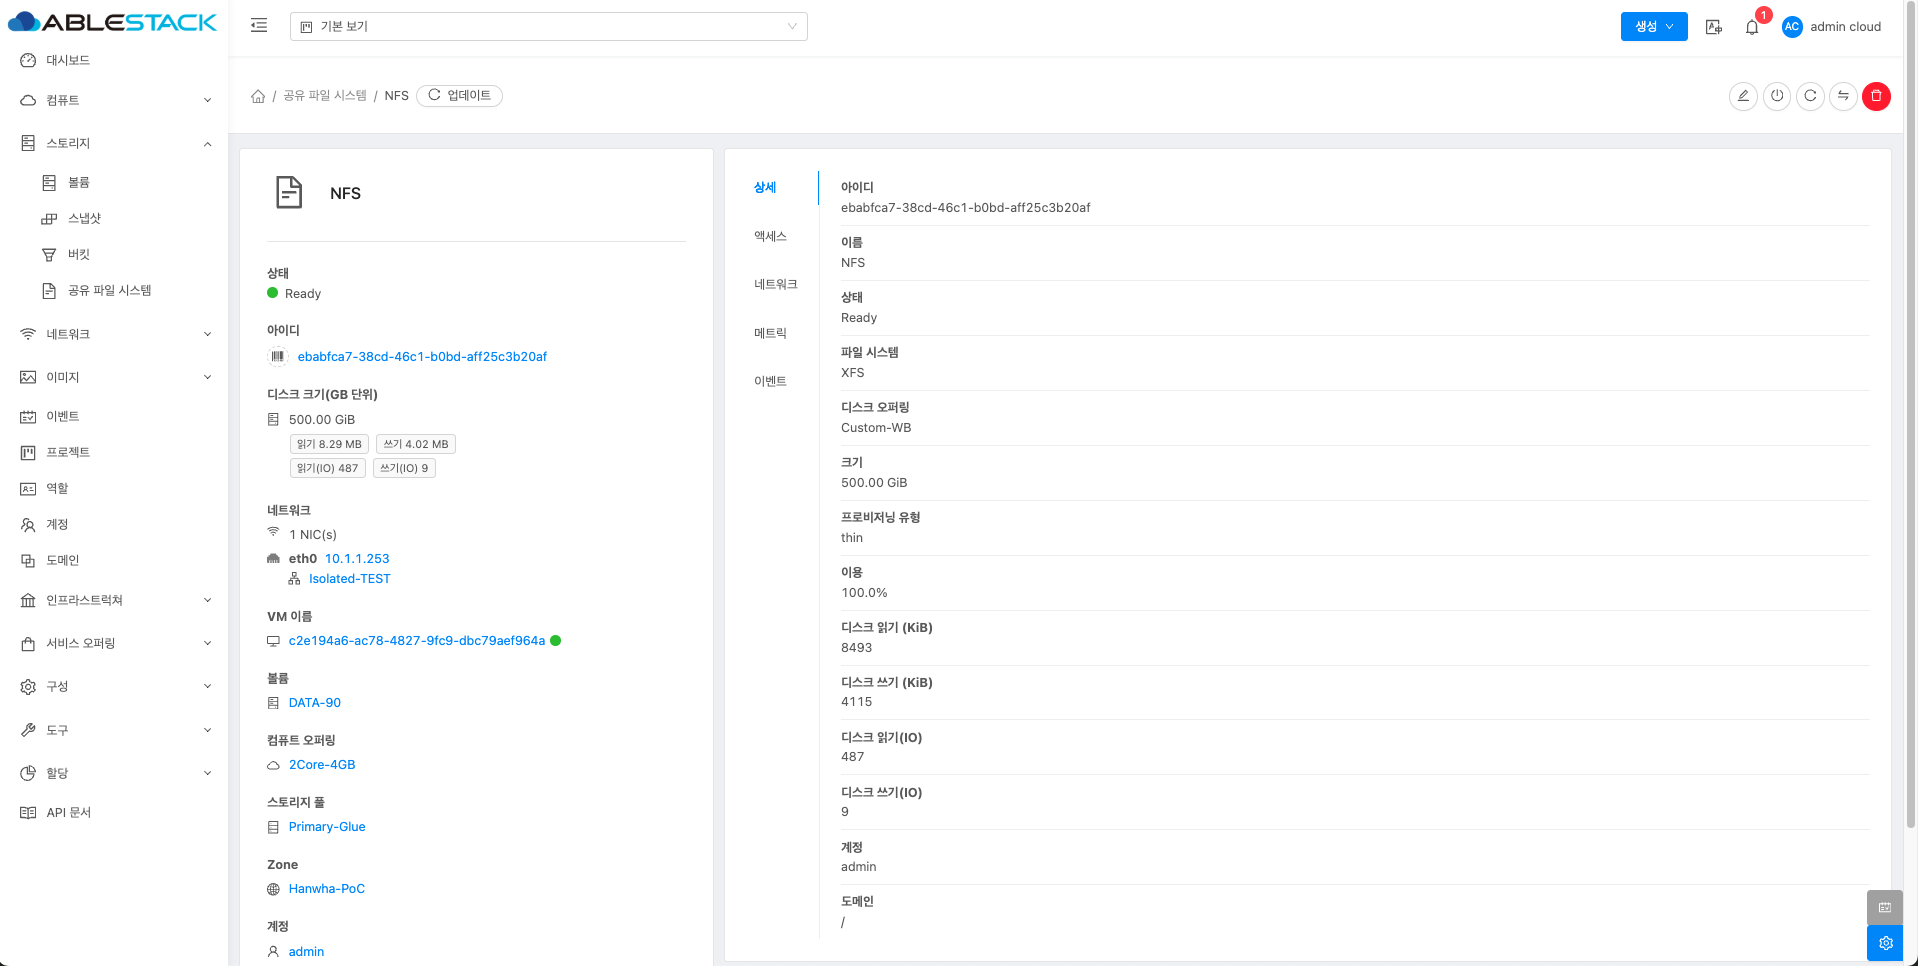 ABLESTACK
기본 보기
생성
1
AC
admin cloud
대시보드
컴퓨트
스토리지
볼륨
스냅샷
버킷
공유 파일 시스템
네트워크
이미지
이벤트
프로젝트
역할
계정
도메인
인프라스트럭쳐
서비스 오퍼링
구성
도구
할당
API 문서
/ 공유 파일 시스템 / NFS 업데이트
NFS
상태
Ready
아이디
ebabfca7-38cd-46c1-b0bd-aff25c3b20af
디스크 크기(GB 단위)
500.00 GiB
읽기 8.29 MB 쓰기 4.02 MB
읽기(IO) 487 쓰기(IO) 9
네트워크
1 NIC(s)
eth0 10.1.1.253
Isolated-TEST
VM 이름
c2e194a6-ac78-4827-9fc9-dbc79aef964a
볼륨
DATA-90
컴퓨트 오퍼링
2Core-4GB
스토리지 풀
Primary-Glue
Zone
Hanwha-PoC
계정
admin
상세
액세스
네트워크
메트릭
이벤트
아이디
ebabfca7-38cd-46c1-b0bd-aff25c3b20af
이름
NFS
상태
Ready
파일 시스템
XFS
디스크 오퍼링
Custom-WB
크기
500.00 GiB
프로비저닝 유형
thin
이용
100.0%
디스크 읽기 (KiB)
8493
디스크 쓰기 (KiB)
4115
디스크 읽기(IO)
487
디스크 쓰기(IO)
9
계정
admin
도메인
/